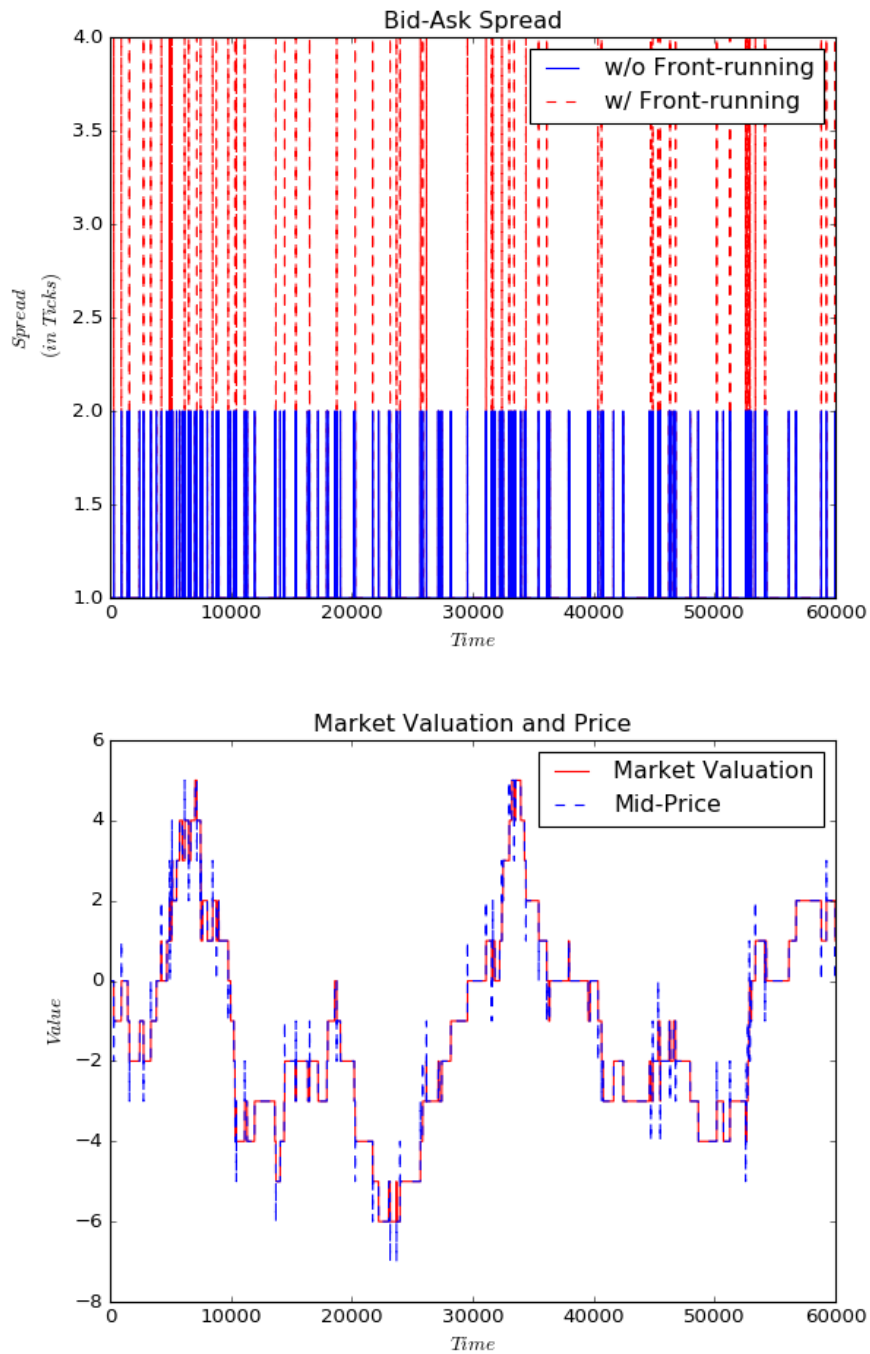 Bid-Ask Spread
4.0
w/o Front-running
w/ Front-running
3.5
3.0
Spread
(in Ticks)
2.5
2.0
1.5
1.0
0 10000 20000 30000 40000 50000 60000
Time
Market Valuation and Price
6
Market Valuation
Mid-Price
4
2
0
Value
−2
−4
−6
−8
0 10000 20000 30000 40000 50000 60000
Time